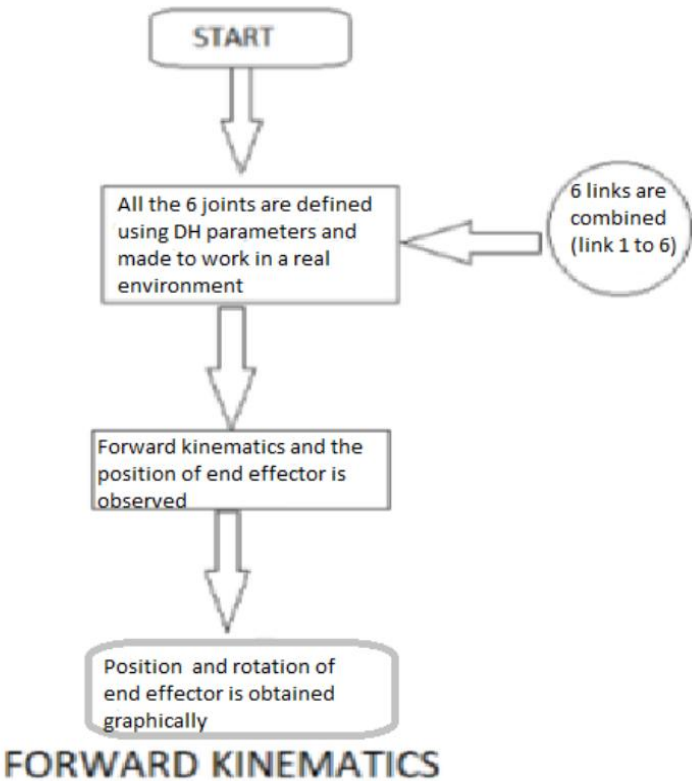 START
All the 6 joints are defined
using DH parameters and
made to work in a real
environment
6 links are
combined
(link 1 to 6)
Forward kinematics and the
position of end effector is
observed
Position and rotation of
end effector is obtained
graphically
FORWARD KINEMATICS